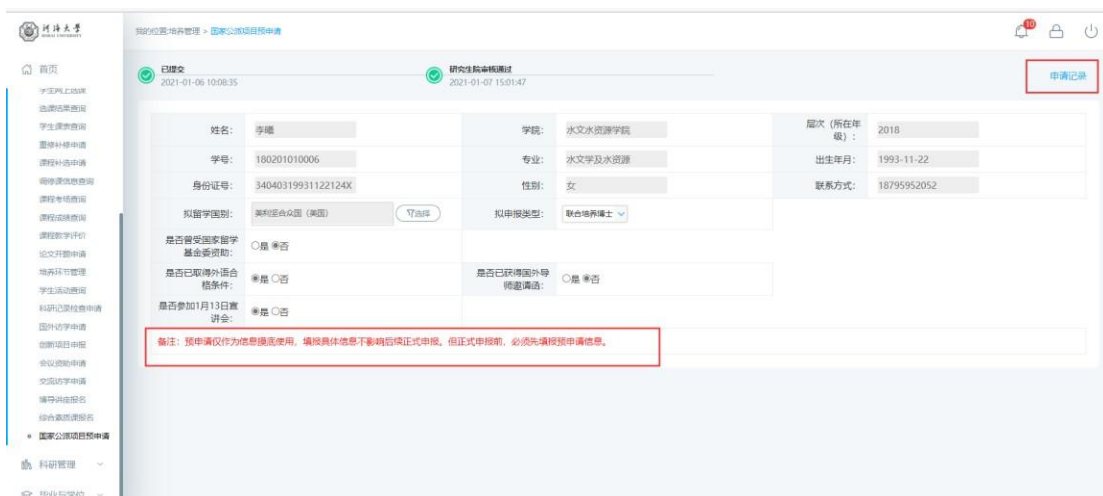 河海大学
HOHAI UNIVERSITY
我的位置:培养管理 > 国家公派项目预申请
10
首页
学生网上选课
选课结果查询
学生课表查询
重修补修申请
课程补选申请
调停课信息查询
课程考场查询
课程成绩查询
课程教学评价
论文开题申请
培养环节管理
学生活动查询
科研记录检查申请
国外访学申请
创新项目申报
会议资助申请
交流访学申请
辅导讲座报名
综合素质课报名
国家公派项目预申请
科研管理
毕业与学位
已提交
2021-01-06 10:08:35
研究生院审核通过
2021-01-07 15:01:47
申请记录
姓名: 李曦 学院: 水文水资源学院 层次（所在年级）: 2018
学号: 180201010006 专业: 水文学及水资源 出生年月: 1993-11-22
身份证号: 34040319931122124X 性别: 女 联系方式: 18795952052
拟留学国别: 美利坚合众国（美国） 选择 拟申报类型: 联合培养博士
是否曾受国家留学基金委资助: 是 否
是否已取得外语合格条件: 是 否 是否已获得国外导师邀请函: 是 否
是否参加1月13日宣讲会: 是 否
备注：预申请仅作为信息摸底使用，填报具体信息不影响后续正式申报。但正式申报前，必须先填报预申请信息。